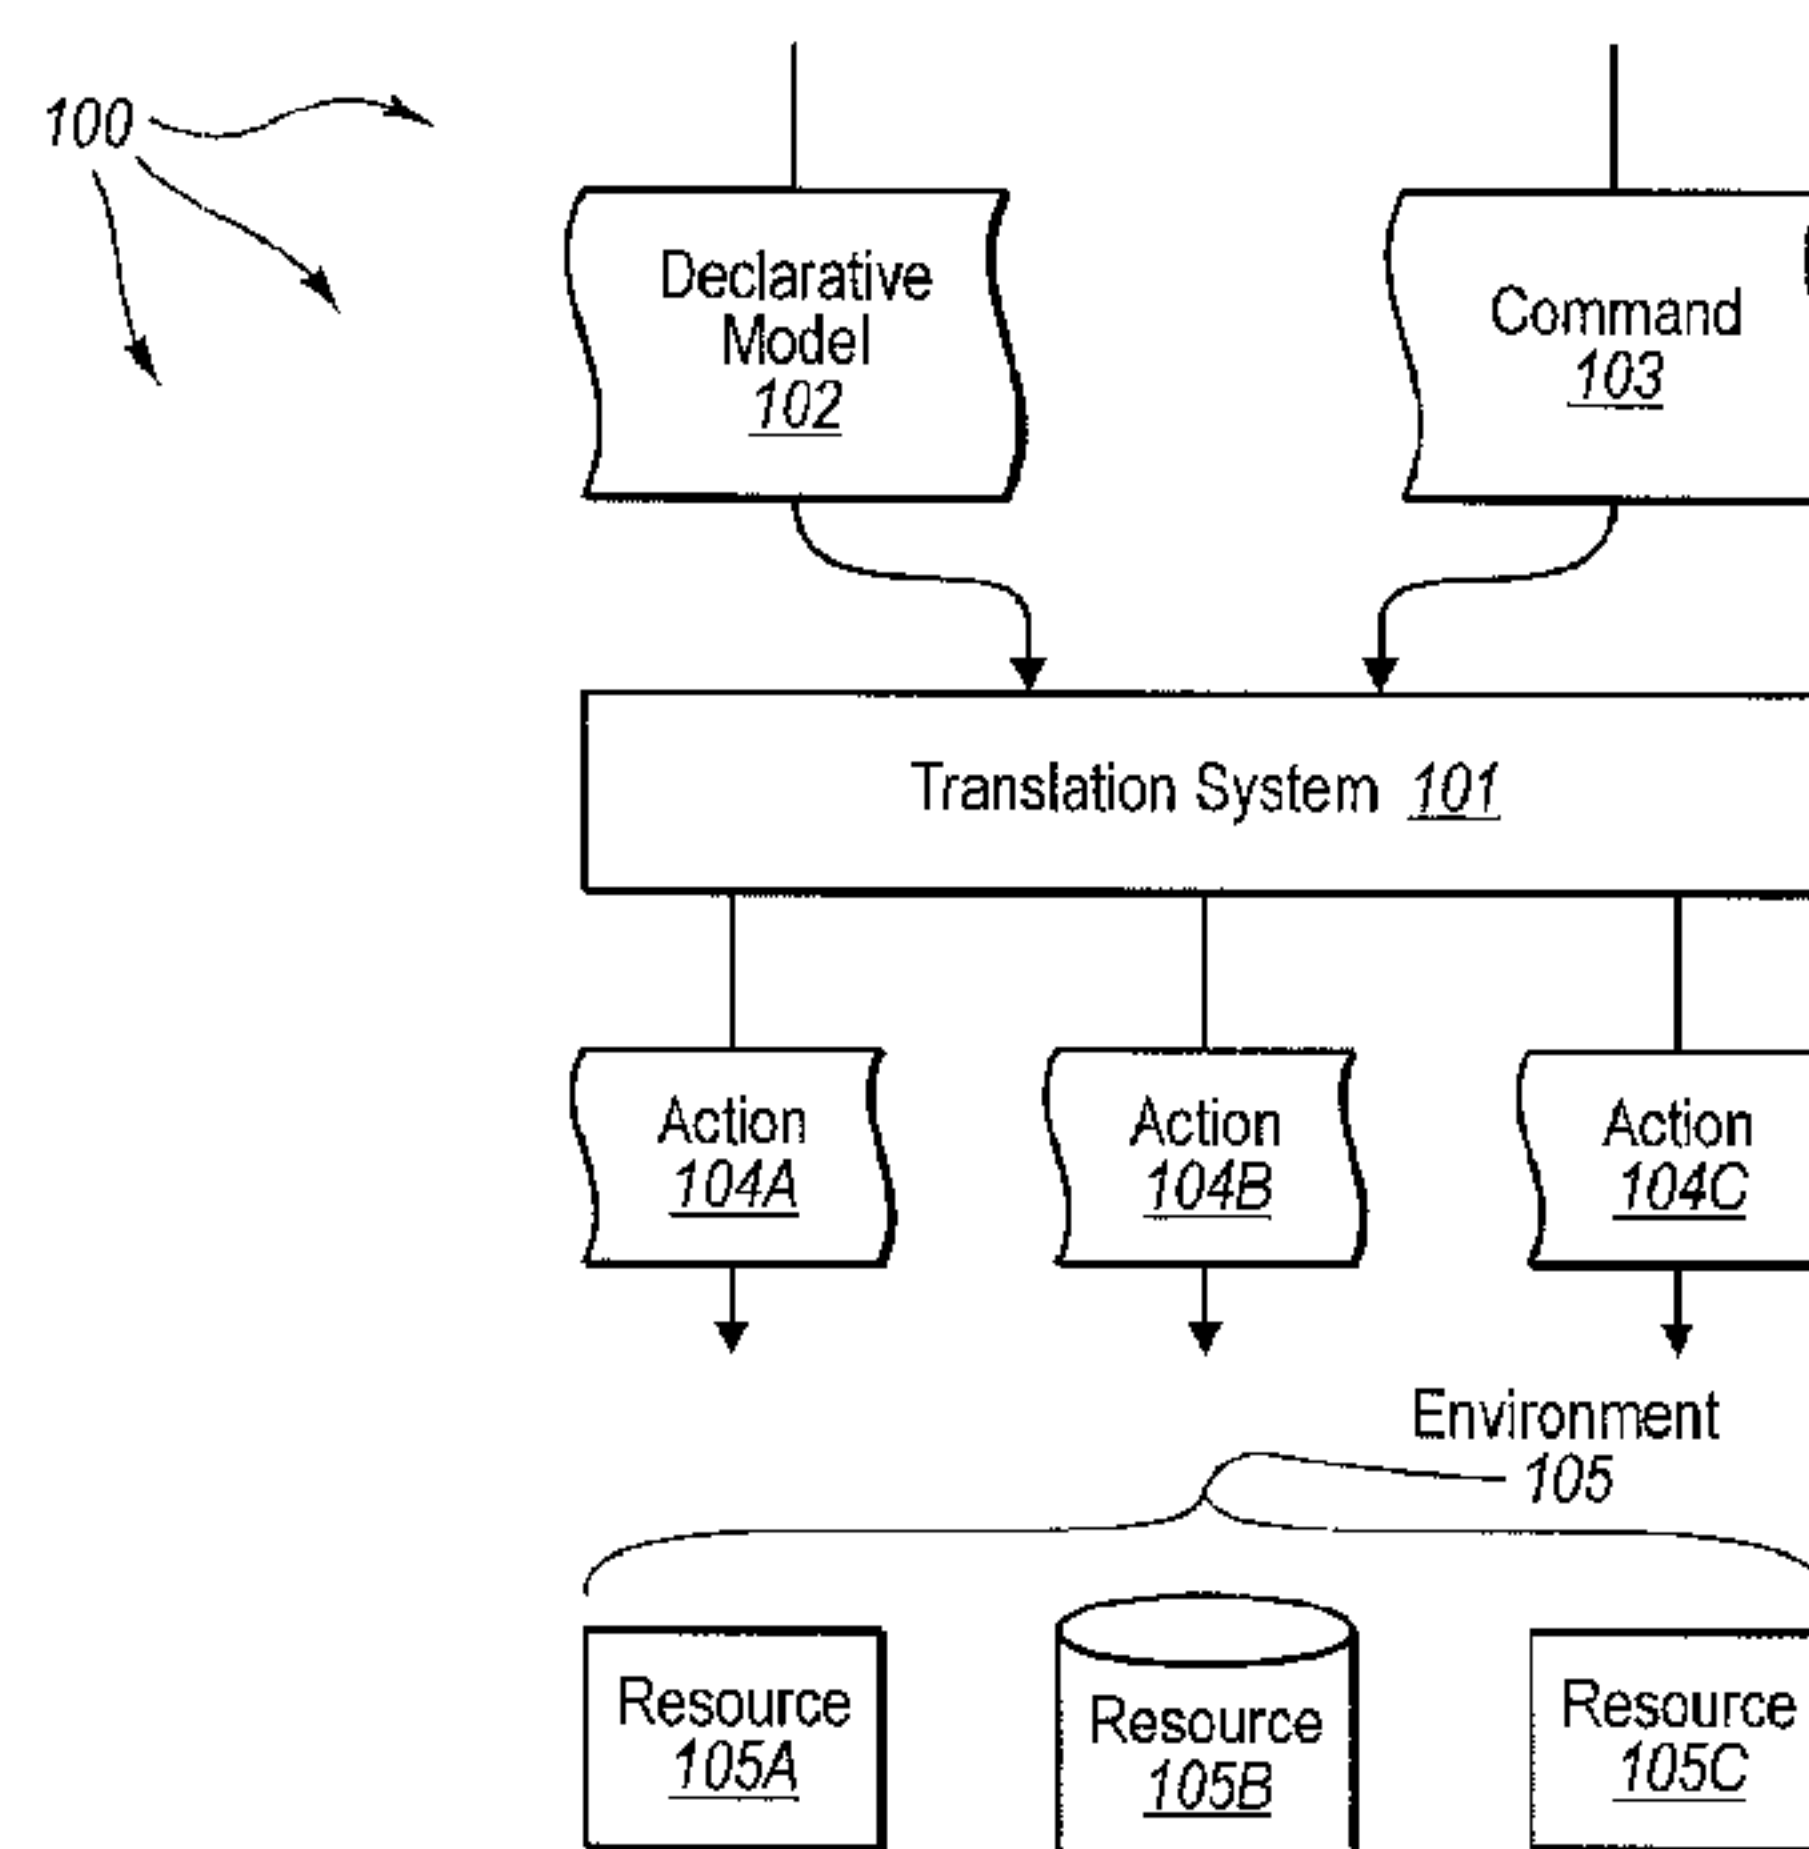 100
Declarative
Model
102
Command
103
Translation System 101
Action
104A
Action
104B
Action
104C
Environment
105
Resource
105A
Resource
105B
Resource
105C